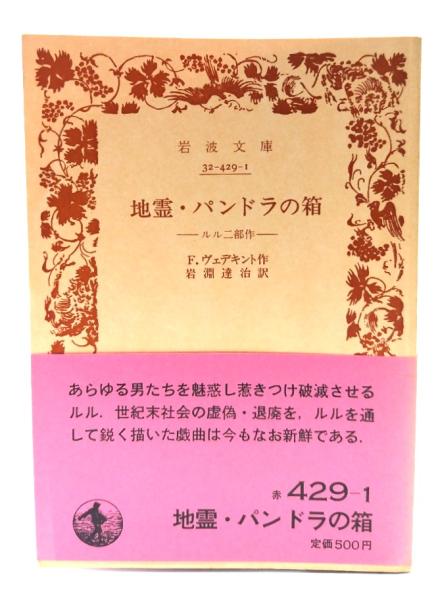 岩波文庫
32-429-1
地霊・パンドラの箱
——ルル二部作——
F.ヴェデキント作
岩淵達治訳
あらゆる男たちを魅惑し惹きつけ破滅させる
ルル．世紀末社会の虚偽・退廃を，ルルを通
して鋭く描いた戯曲は今もなお新鮮である．
赤 429-1
地霊・パンドラの箱
定価500円